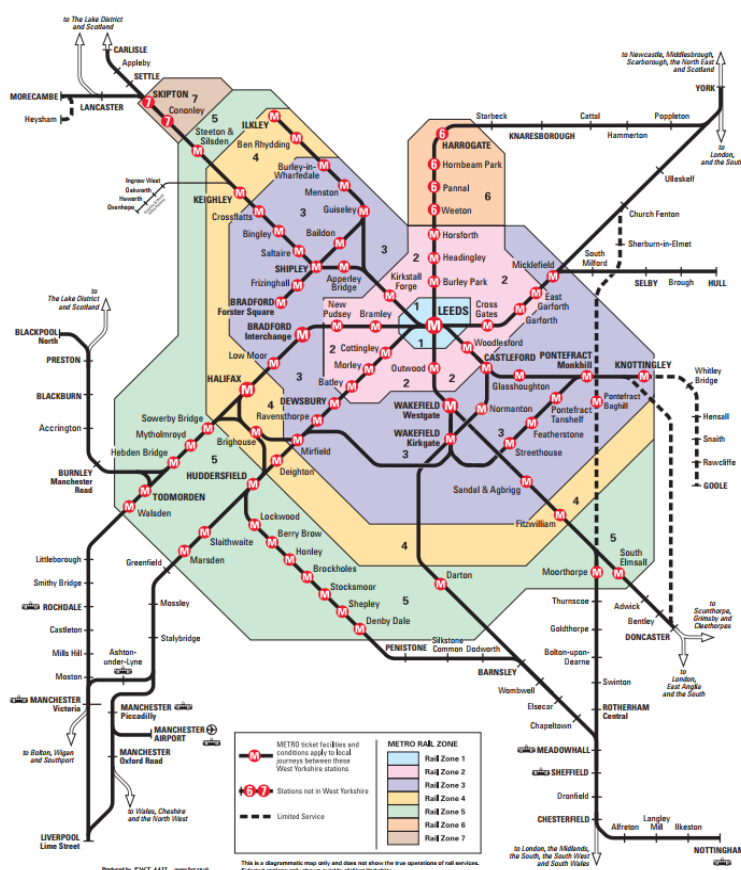 to The Lake District
and Scotland
CARLISLE
Appleby
SETTLE
MORECAMBE
LANCASTER
Heysham
SKIPTON
7
7
7
Cononley
5
Steeton &
Silsden
ILKLEY
M
Ben Rhydding
4
Burley-in-
Wharfedale
Menston
Guiseley
Ingrow West
Oakworth
Haworth
Oxenhope
KEIGHLEY
Crossflatts
Bingley
Saltaire
SHIPLEY
Frizinghall
BRADFORD
Forster Square
Baildon
Apperley
Bridge
3
3
Kirkstall
Forge
to Newcastle, Middlesbrough,
Scarborough, the North East
and Scotland
YORK
to London,
and the South
Starbeck
KNARESBOROUGH
Cattal
Hammerton
Poppleton
6
HARROGATE
6
Hornbeam Park
Pannal
6
Weeton
6
Horsforth
2
Headingley
Burley Park
2
Ulleskelf
Church Fenton
Sherburn-in-Elmet
South
Milford
Micklefield
SELBY
Brough
HULL
East
Garforth
Garforth
Cross
Gates
1
LEEDS
M
1
New
Pudsey
Bramley
BRADFORD
Interchange
Low Moor
2
Cottingley
Morley
Batley
DEWSBURY
Ravensthorpe
3
HALIFAX
4
Sowerby Bridge
Mytholmroyd
Hebden Bridge
Brighouse
Mirfield
Deighton
HUDDERSFIELD
5
TODMORDEN
Walsden
Outwood
2
2
Woodlesford
CASTLEFORD
Glasshoughton
PONTEFRACT
Monkhill
KNOTTINGLEY
Whitley
Bridge
Hensall
Snaith
Rawcliffe
GOOLE
Pontefract
Baghill
Pontefract
Tanshelf
Featherstone
Streethouse
Normanton
WAKEFIELD
Westgate
WAKEFIELD
Kirkgate
3
3
Sandal & Agbrigg
Fitzwilliam
4
5
South
Elmsall
Moorthorpe
to
The Lake District
and Scotland
BLACKPOOL
North
PRESTON
BLACKBURN
Accrington
BURNLEY
Manchester
Road
Littleborough
Smithy Bridge
ROCHDALE
Castleton
Mills Hill
Moston
MANCHESTER
Victoria
to Bolton, Wigan
and Southport
LIVERPOOL
Lime Street
Greenfield
Mossley
Stalybridge
Ashton-
under-Lyne
MANCHESTER
Piccadilly
MANCHESTER
AIRPORT
MANCHESTER
Oxford Road
to Wales, Cheshire
and the North West
Slaithwaite
Marsden
Lockwood
Berry Brow
Honley
Brockholes
Stocksmoor
Shepley
Denby Dale
4
5
Darton
PENISTONE
Silkstone
Common
Dodworth
BARNSLEY
Wombwell
Elsecar
Chapeltown
Thurnscoe
Goldthorpe
Bolton-upon-
Dearne
Swinton
ROTHERHAM
Central
MEADOWHALL
SHEFFIELD
Dronfield
CHESTERFIELD
Adwick
Bentley
DONCASTER
to
Scunthorpe,
Grimsby and
Cleethorpes
to
London,
East Anglia
and the South
Alfreton
Langley
Mill
Ilkeston
NOTTINGHAM
to London, the Midlands,
the South, the South West
and South Wales
M
METRO ticket facilities and
conditions apply to local
journeys between these
West Yorkshire stations
6 7
Stations not in West Yorkshire
Limited Service
METRO RAIL ZONE
Rail Zone 1
Rail Zone 2
Rail Zone 3
Rail Zone 4
Rail Zone 5
Rail Zone 6
Rail Zone 7
This is a diagrammatic map only and does not show the true operations of rail services.